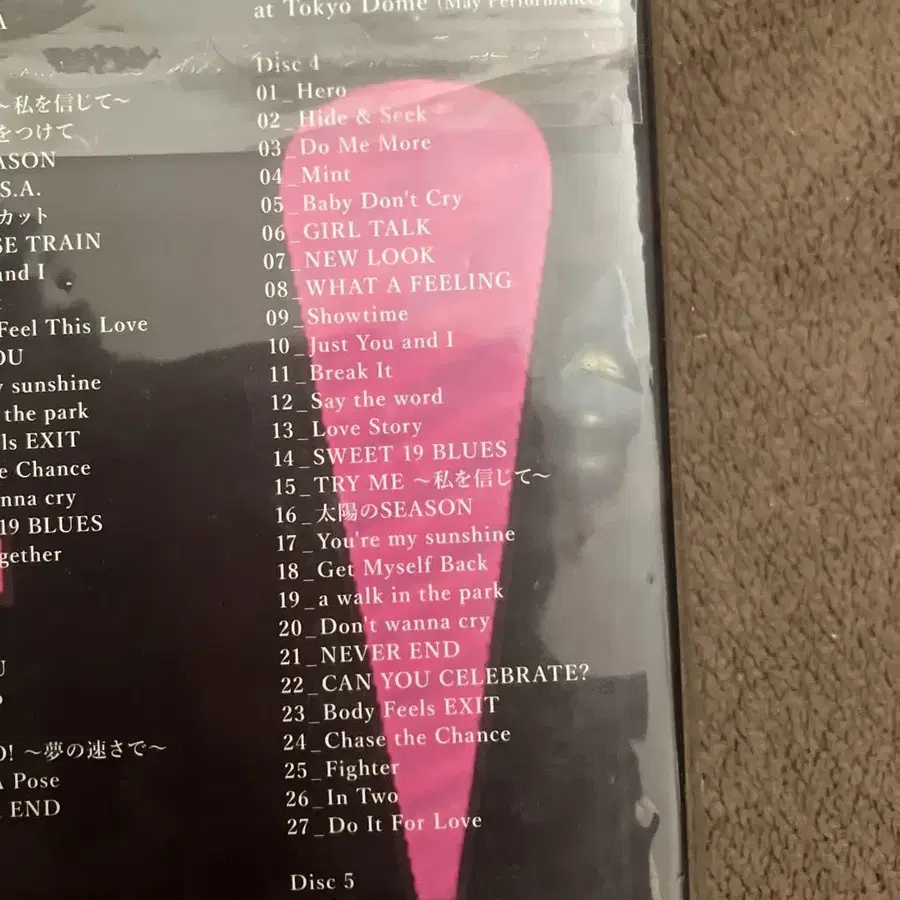 A
~私を信じて~
をつけて
ASON
S.A.
カット
SE TRAIN
and I
Feel This Love
OU
y sunshine
the park
ls EXIT
e Chance
anna cry
19 BLUES
gether
U
O! ~夢の速さで~
A Pose
END
at Tokyo Dome (May Performance)
Disc 4
01_Hero
02_Hide & Seek
03_Do Me More
04_Mint
05_Baby Don't Cry
06_GIRL TALK
07_NEW LOOK
08_WHAT A FEELING
09_Showtime
10_Just You and I
11_Break It
12_Say the word
13_Love Story
14_SWEET 19 BLUES
15_TRY ME ~私を信じて~
16_太陽のSEASON
17_You're my sunshine
18_Get Myself Back
19_a walk in the park
20_Don't wanna cry
21_NEVER END
22_CAN YOU CELEBRATE?
23_Body Feels EXIT
24_Chase the Chance
25_Fighter
26_In Two
27_Do It For Love
Disc 5